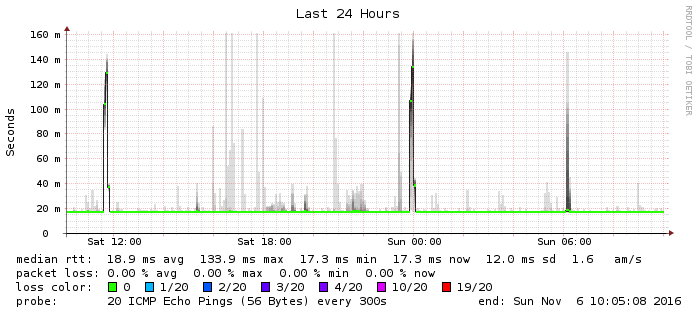 Last 24 Hours
RRDTOOL / TOBI OETIKER
Seconds
160 m
140 m
120 m
100 m
80 m
60 m
40 m
20 m
0
Sat 12:00 Sat 18:00 Sun 00:00 Sun 06:00
median rtt: 18.9 ms avg 133.9 ms max 17.3 ms min 17.3 ms now 12.0 ms sd 1.6 am/s
packet loss: 0.00 % avg 0.00 % max 0.00 % min 0.00 % now
loss color: 0 1/20 2/20 3/20 4/20 10/20 19/20
probe: 20 ICMP Echo Pings (56 Bytes) every 300s end: Sun Nov 6 10:05:08 2016